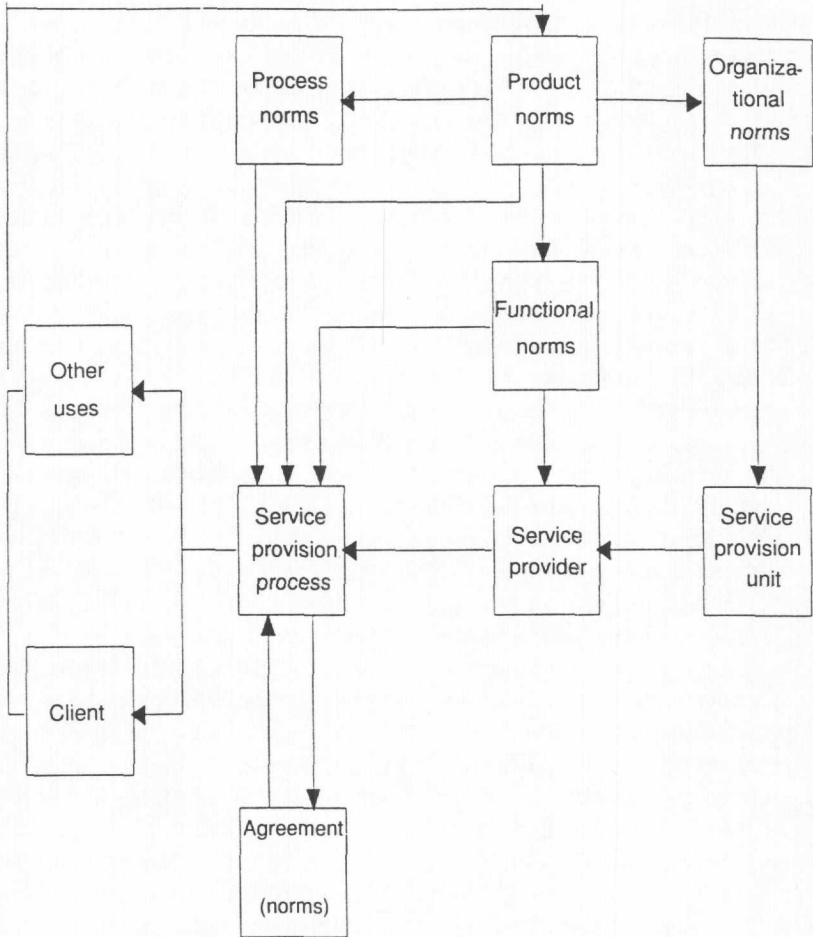 Process
norms
Product
norms
Organiza-
tional
norms
Functional
norms
Other
uses
Service
provision
process
Service
provider
Service
provision
unit
Client
Agreement
(norms)